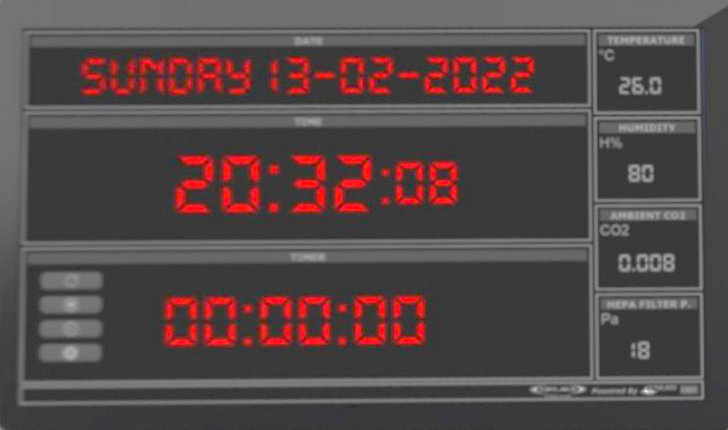 DATE
SUNDAY 13-02-2022
TIME
20:32:08
TIMER
00:00:00
TEMPERATURE
°C
26.0
HUMIDITY
H%
80
AMBIENT CO2
CO2
0.008
HEPA FILTER P.
Pa
18
Powered By